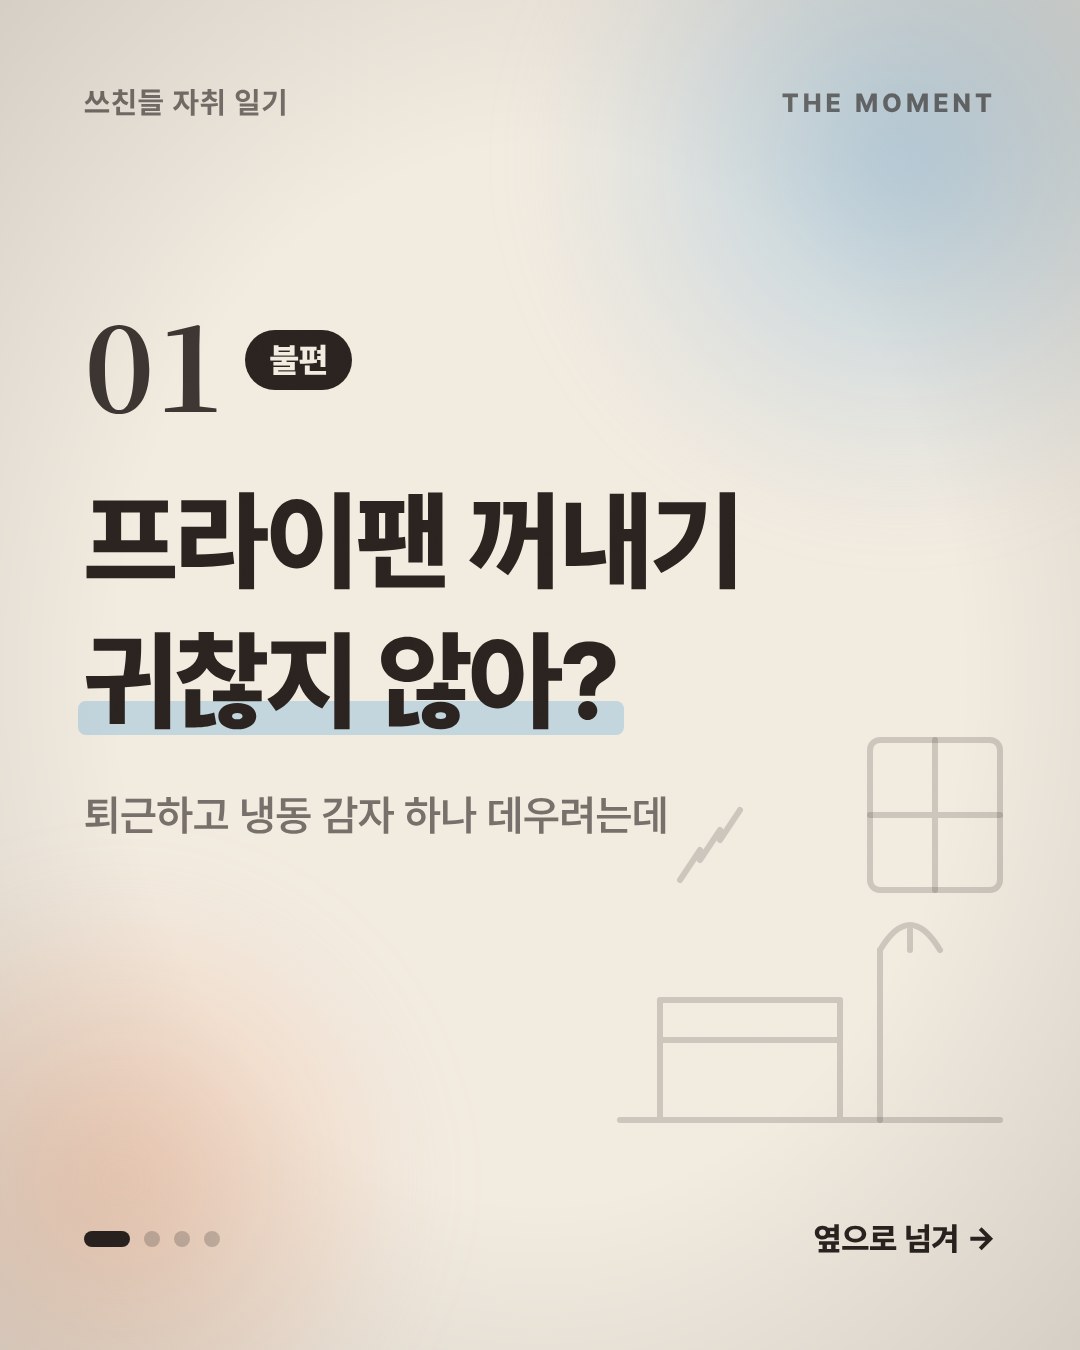 쓰친들 자취 일기
THE MOMENT
01
불편
프라이팬 꺼내기
귀찮지 않아?
퇴근하고 냉동 감자 하나 데우려는데
옆으로 넘겨 →